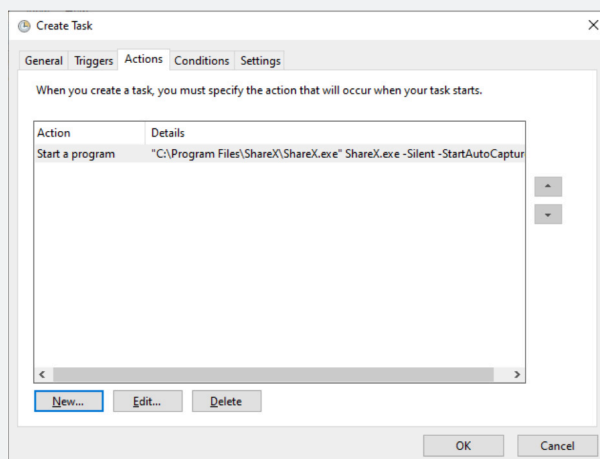 Create Task
General Triggers Actions Conditions Settings
When you create a task, you must specify the action that will occur when your task starts.
Action Details
Start a program "C:\Program Files\ShareX\ShareX.exe" ShareX.exe -Silent -StartAutoCaptur
New... Edit... Delete
OK Cancel